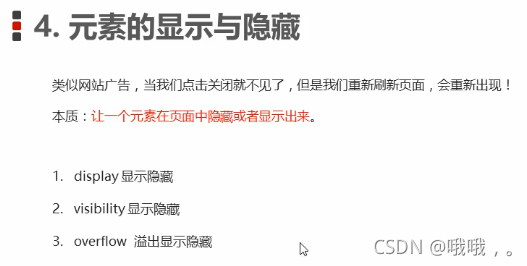 4. 元素的显示与隐藏
类似网站广告，当我们点击关闭就不见了，但是我们重新刷新页面，会重新出现！
本质：让一个元素在页面中隐藏或者显示出来。
1. display 显示隐藏
2. visibility 显示隐藏
3. overflow 溢出显示隐藏
CSDN @哦哦，。